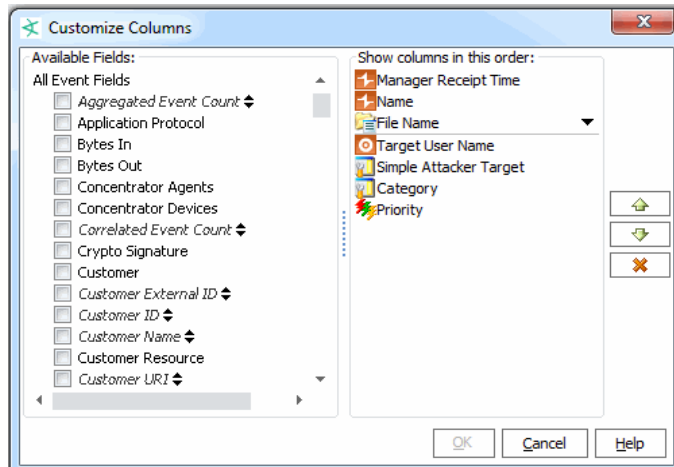 Customize Columns
Available Fields:
All Event Fields
Aggregated Event Count
Application Protocol
Bytes In
Bytes Out
Concentrator Agents
Concentrator Devices
Correlated Event Count
Crypto Signature
Customer
Customer External ID
Customer ID
Customer Name
Customer Resource
Customer URI
Show columns in this order:
Manager Receipt Time
Name
File Name
Target User Name
Simple Attacker Target
Category
Priority
OK
Cancel
Help